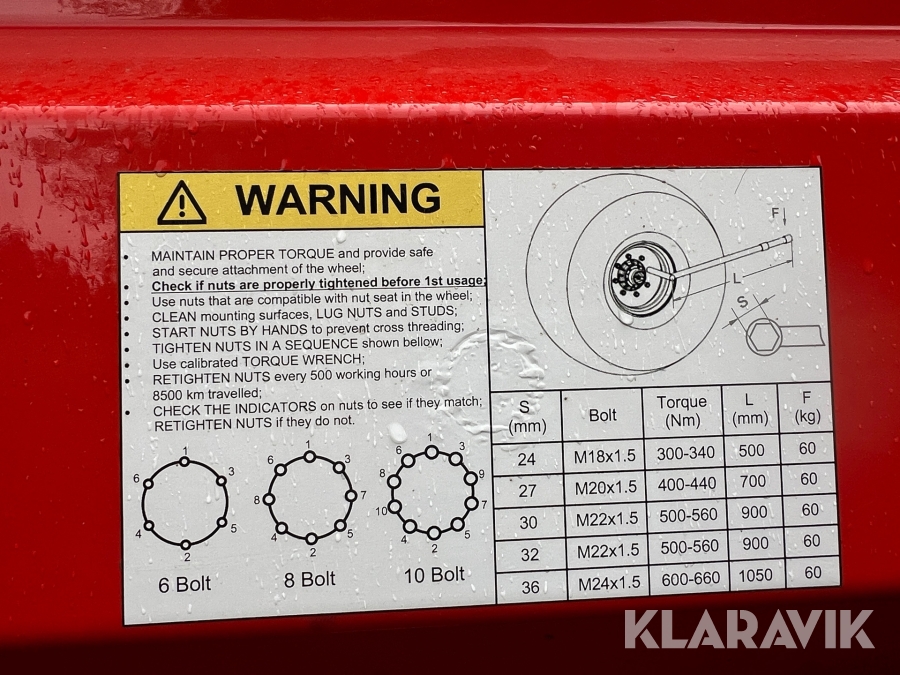 WARNING
• MAINTAIN PROPER TORQUE and provide safe
and secure attachment of the wheel;
• Check if nuts are properly tightened before 1st usage;
• Use nuts that are compatible with nut seat in the wheel;
• CLEAN mounting surfaces, LUG NUTS and STUDS;
• START NUTS BY HANDS to prevent cross threading;
• TIGHTEN NUTS IN A SEQUENCE shown bellow;
• Use calibrated TORQUE WRENCH;
• RETIGHTEN NUTS every 500 working hours or
8500 km travelled;
• CHECK THE INDICATORS on nuts to see if they match;
RETIGHTEN NUTS if they do not.
1 3 5 2 4 6
6 Bolt
1 3 7 5 2 4 8 6
8 Bolt
1 3 9 7 5 2 4 10 8 6
10 Bolt
F
L
S
S (mm) Bolt Torque (Nm) L (mm) F (kg)
24 M18x1.5 300-340 500 60
27 M20x1.5 400-440 700 60
30 M22x1.5 500-560 900 60
32 M22x1.5 500-560 900 60
36 M24x1.5 600-660 1050 60
KLARAVIK